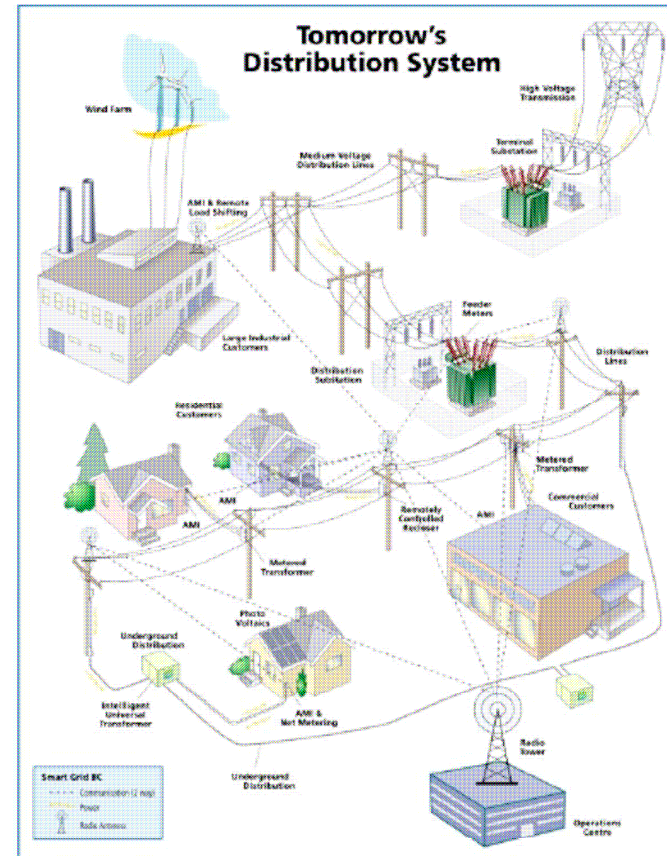 Tomorrow's
Distribution System
High Voltage
Transmission
Wind Farm
Terminal
Substation
Medium Voltage
Distribution Lines
AMI & Remote
Load Shifting
Feeder
Meters
Large Industrial
Customers
Distribution
Substation
Distribution
Lines
Residential
Customers
Metered
Transformer
Commercial
Customers
AMI
AMI
AMI
Remotely
Controlled
Recloser
Metered
Transformer
Photo
Voltaics
Underground
Distribution
Intelligent
Universal
Transformer
AMI &
Net Metering
Underground
Distribution
Radio
Tower
Operations
Centre
Smart Grid BC
Communication (2 way)
Power
Radio Antenna